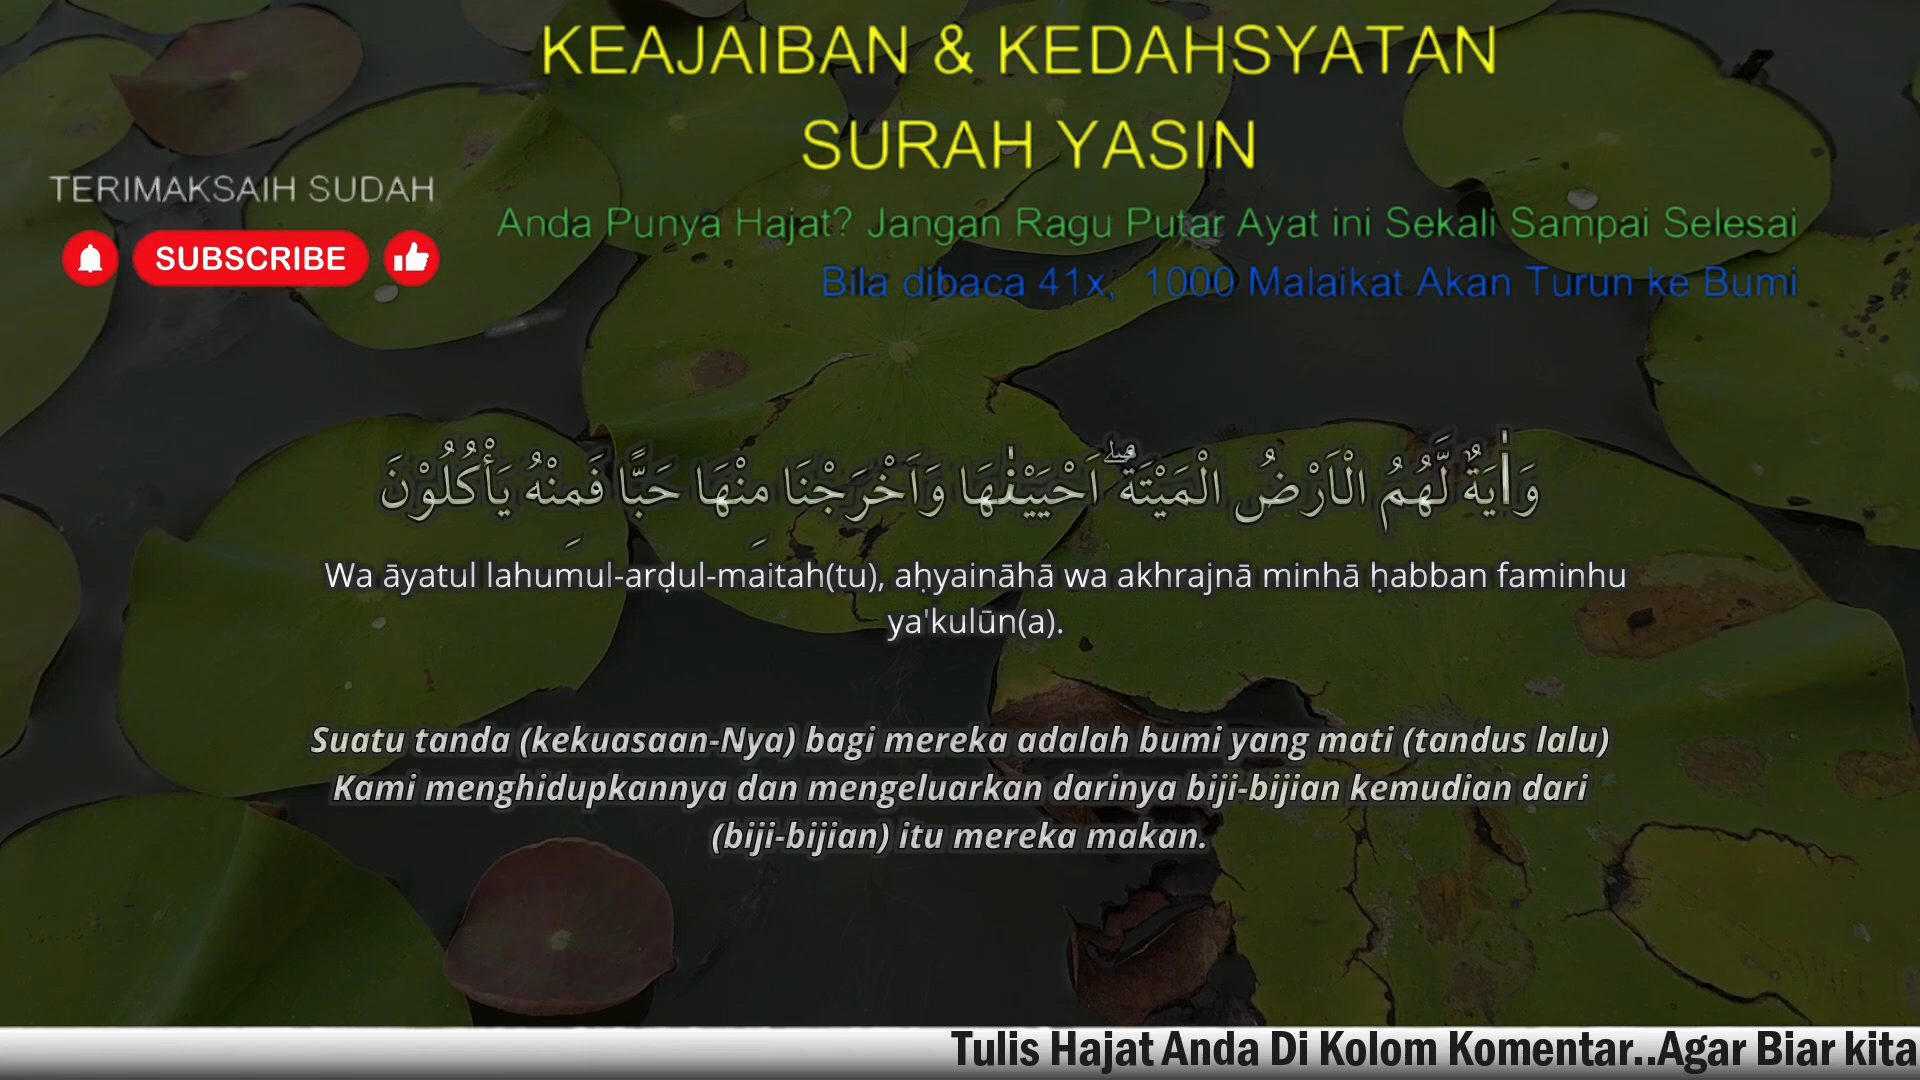 KEAJAIBAN & KEDAHSYATAN
SURAH YASIN
TERIMAKSAIH SUDAH
SUBSCRIBE
Anda Punya Hajat? Jangan Ragu Putar Ayat ini Sekali Sampai Selesai
Bila dibaca 41x, 1000 Malaikat Akan Turun ke Bumi
وَاٰيَةٌ لَّهُمُ الْاَرْضُ الْمَيْتَةُ ۖاَحْيَيْنٰهَا وَاَخْرَجْنَا مِنْهَا حَبًّا فَمِنْهُ يَأْكُلُوْنَ
Wa āyatul lahumul-arḍul-maitah(tu), aḥyaināhā wa akhrajnā minhā ḥabban faminhu
ya'kulūn(a).
Suatu tanda (kekuasaan-Nya) bagi mereka adalah bumi yang mati (tandus lalu)
Kami menghidupkannya dan mengeluarkan darinya biji-bijian kemudian dari
(biji-bijian) itu mereka makan.
Tulis Hajat Anda Di Kolom Komentar..Agar Biar kita